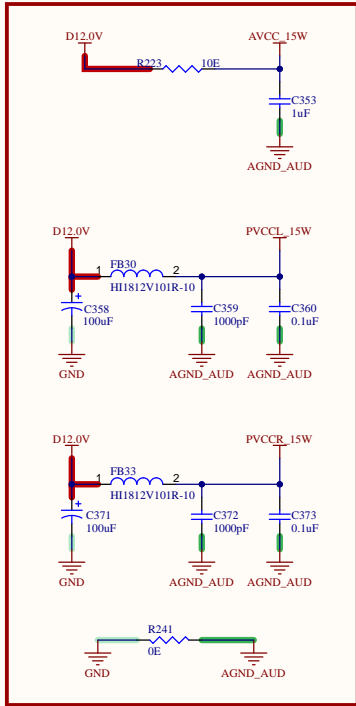 D12.0V AVCC_15W
R223 10E
C353
1uF
AGND_AUD
D12.0V PVCCL_15W
1 FB30 2
HI1812V101R-10
C358 C359 C360
100uF 1000pF 0.1uF
GND AGND_AUD AGND_AUD
D12.0V PVCCR_15W
1 FB33 2
HI1812V101R-10
C371 C372 C373
100uF 1000pF 0.1uF
GND AGND_AUD AGND_AUD
R241
0E
GND AGND_AUD